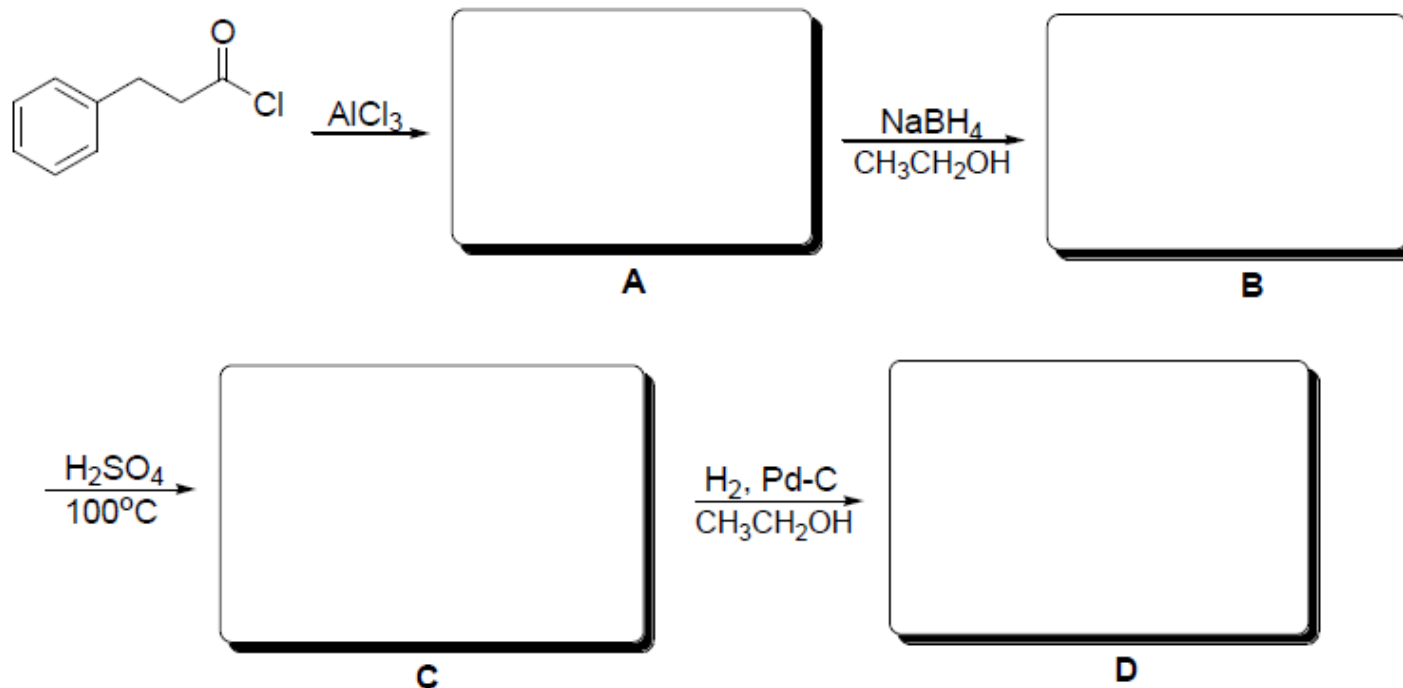 O
Cl
AlCl3
NaBH4
CH3CH2OH
A
B
H2SO4
100oC
H2, Pd-C
CH3CH2OH
C
D